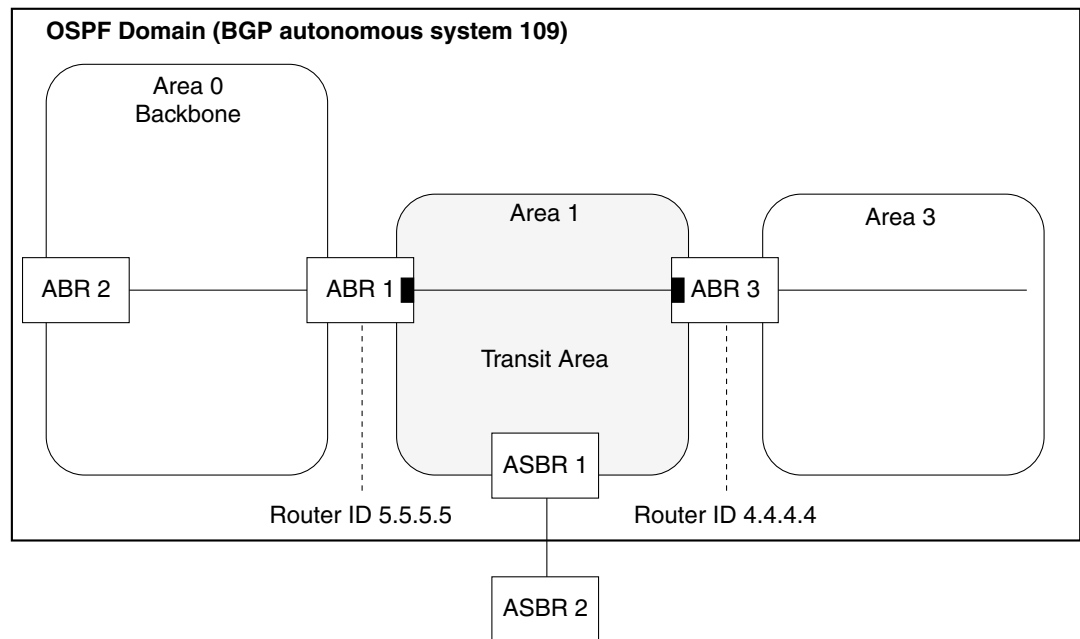 OSPF Domain (BGP autonomous system 109)
Area 0
Backbone
Area 1
Area 3
ABR 2
ABR 1
ABR 3
Transit Area
ASBR 1
Router ID 5.5.5.5
Router ID 4.4.4.4
ASBR 2